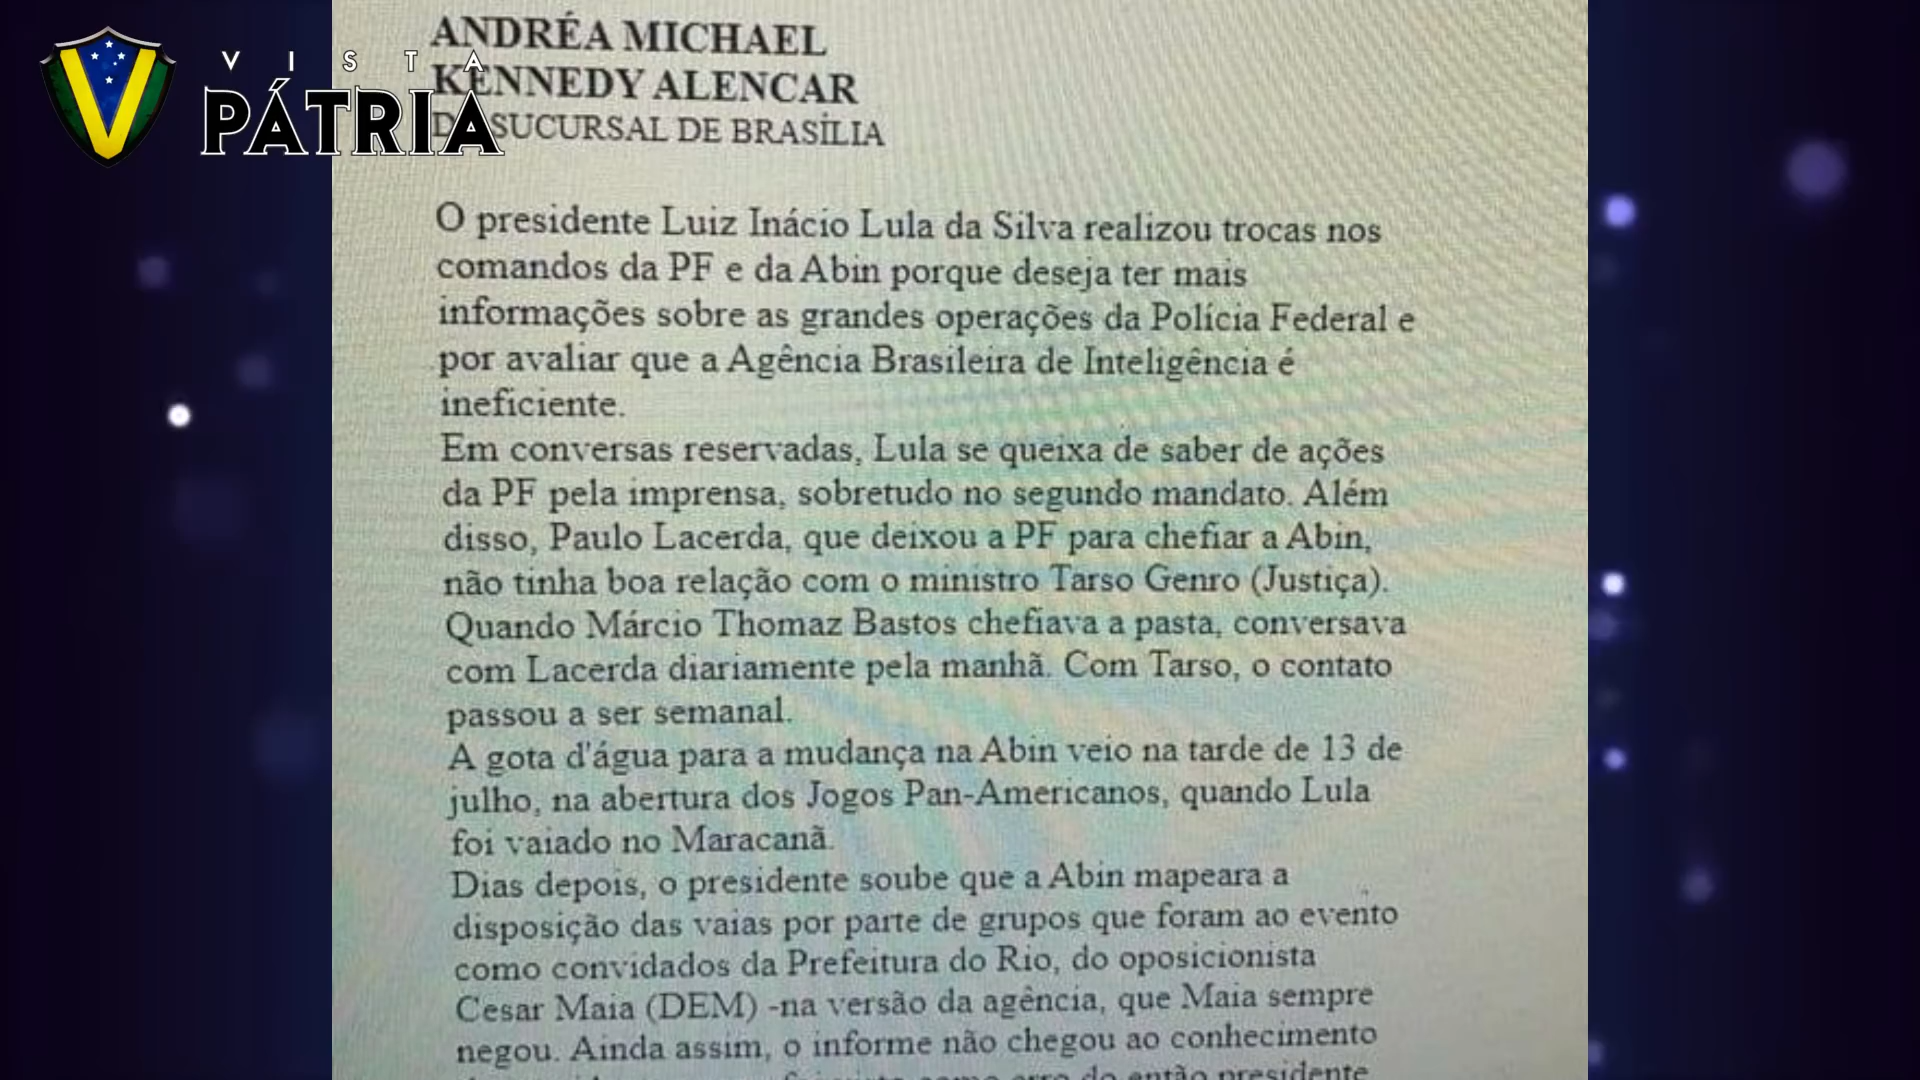 VISTA
PÁTRIA
ANDRÉA MICHAEL
KENNEDY ALENCAR
SUCURSAL DE BRASÍLIA
O presidente Luiz Inácio Lula da Silva realizou trocas nos
comandos da PF e da Abin porque deseja ter mais
informações sobre as grandes operações da Polícia Federal e
por avaliar que a Agência Brasileira de Inteligência é
ineficiente.
Em conversas reservadas, Lula se queixa de saber de ações
da PF pela imprensa, sobretudo no segundo mandato. Além
disso, Paulo Lacerda, que deixou a PF para chefiar a Abin,
não tinha boa relação com o ministro Tarso Genro (Justiça).
Quando Márcio Thomaz Bastos chefiava a pasta, conversava
com Lacerda diariamente pela manhã. Com Tarso, o contato
passou a ser semanal.
A gota d'água para a mudança na Abin veio na tarde de 13 de
julho, na abertura dos Jogos Pan-Americanos, quando Lula
foi vaiado no Maracanã.
Dias depois, o presidente soube que a Abin mapeara a
disposição das vaias por parte de grupos que foram ao evento
como convidados da Prefeitura do Rio, do oposicionista
Cesar Maia (DEM) -na versão da agência, que Maia sempre
negou. Ainda assim, o informe não chegou ao conhecimento
erro do então presidente